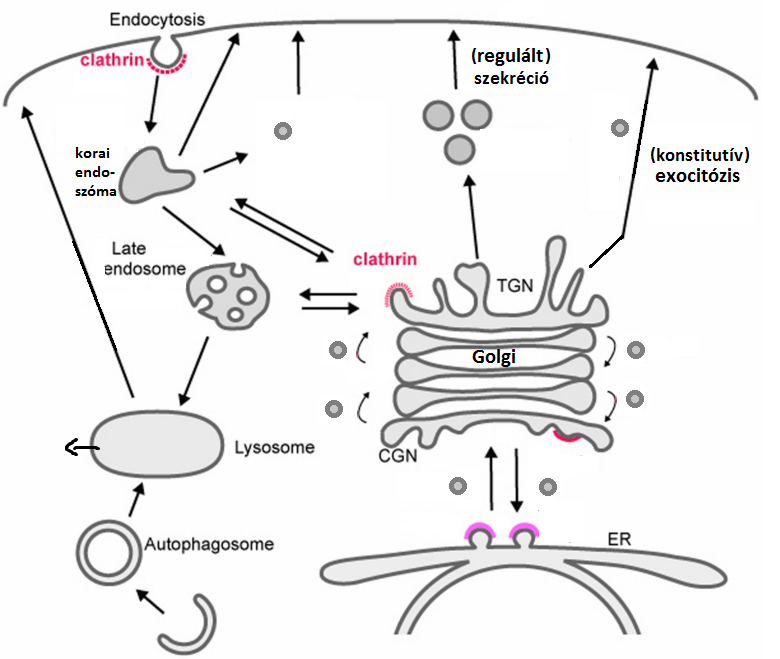 Endocytosis
clathrin
(regulált)
szekréció
korai
endo-
szóma
(konstitutív)
exocitózis
Late
endosome
clathrin
TGN
Golgi
Lysosome
CGN
Autophagosome
ER